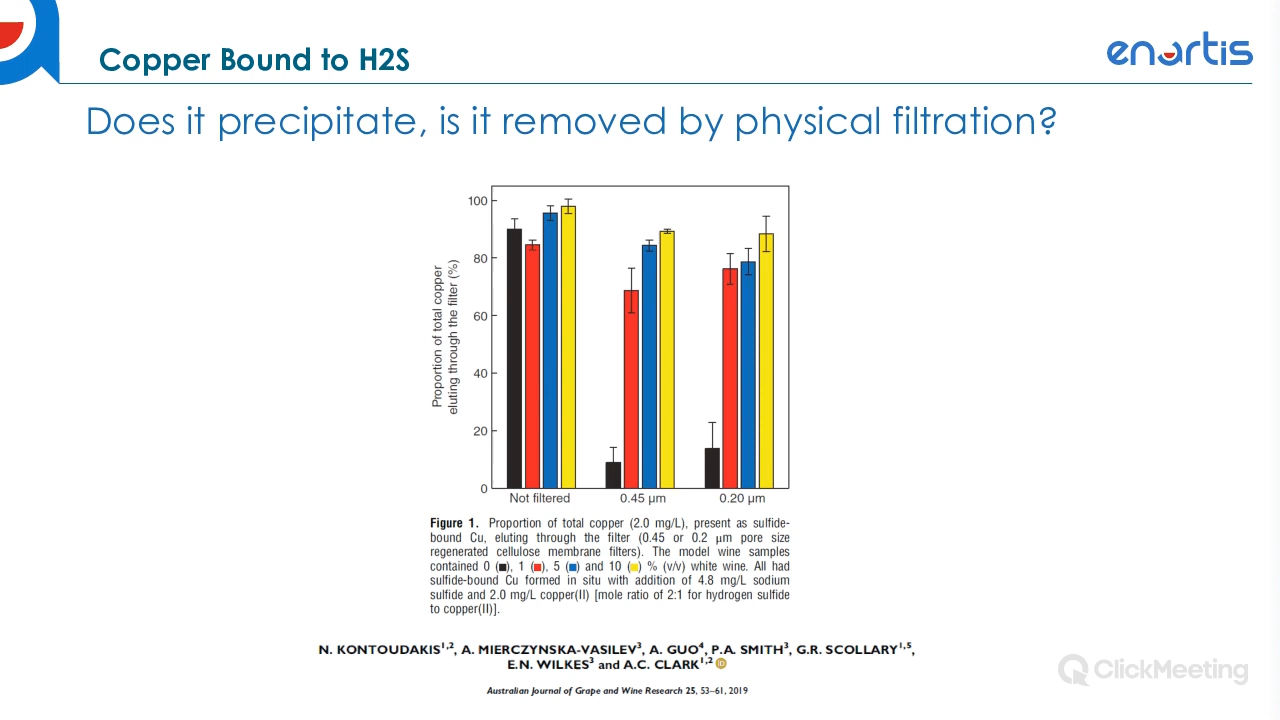 Copper Bound to H2S
enartis
Does it precipitate, is it removed by physical filtration?
Proportion of total copper
eluting through the filter (%)
100
80
60
40
20
0
Not filtered
0.45 µm
0.20 µm
Figure 1. Proportion of total copper (2.0 mg/L), present as sulfide-
bound Cu, eluting through the filter (0.45 or 0.2 µm pore size
regenerated cellulose membrane filters). The model wine samples
contained 0 (■), 1 (■), 5 (■) and 10 (■) % (v/v) white wine. All had
sulfide-bound Cu formed in situ with addition of 4.8 mg/L sodium
sulfide and 2.0 mg/L copper(II) [mole ratio of 2:1 for hydrogen sulfide
to copper(II)].
N. KONTOUDAKIS1,2, A. MIERCZYNSKA-VASILEV3, A. GUO4, P.A. SMITH3, G.R. SCOLLARY1,5,
E.N. WILKES3 and A.C. CLARK1,2 iD
Australian Journal of Grape and Wine Research 25, 53–61, 2019
ClickMeeting